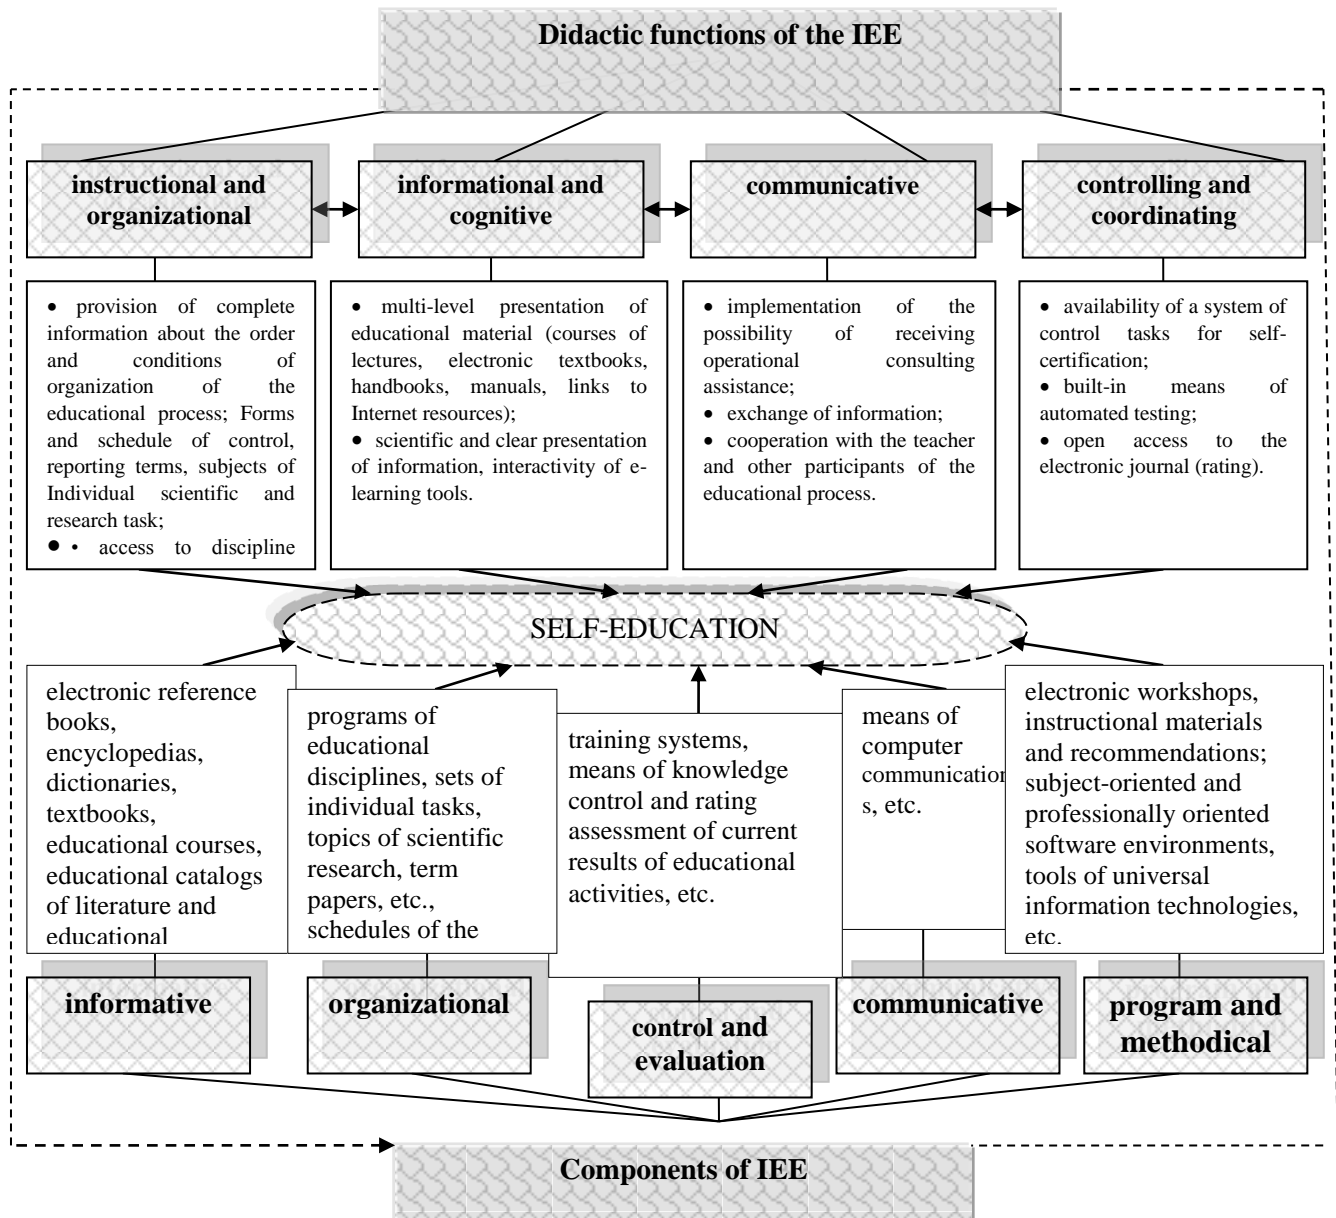 Didactic functions of the IEE
instructional and
organizational
informational and
cognitive
communicative
controlling and
coordinating
• provision of complete
information about the order
and conditions of
organization of the
educational process; Forms
and schedule of control,
reporting terms, subjects of
Individual scientific and
research task;
● • access to discipline
• multi-level presentation of
educational material (courses of
lectures, electronic textbooks,
handbooks, manuals, links to
Internet resources);
• scientific and clear presentation
of information, interactivity of e-
learning tools.
• implementation of the
possibility of receiving
operational consulting
assistance;
• exchange of information;
• cooperation with the teacher
and other participants of the
educational process.
• availability of a system of
control tasks for self-
certification;
• built-in means of
automated testing;
• open access to the
electronic journal (rating).
SELF-EDUCATION
electronic reference
books,
encyclopedias,
dictionaries,
textbooks,
educational courses,
educational catalogs
of literature and
educational
programs of
educational
disciplines, sets of
individual tasks,
topics of scientific
research, term
papers, etc.,
schedules of the
training systems,
means of knowledge
control and rating
assessment of current
results of educational
activities, etc.
means of
computer
communication
s, etc.
electronic workshops,
instructional materials
and recommendations;
subject-oriented and
professionally oriented
software environments,
tools of universal
information technologies,
etc.
informative
organizational
control and
evaluation
communicative
program and
methodical
Components of IEE